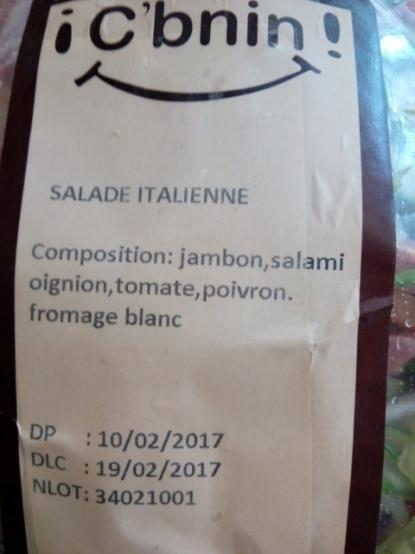 ¡C'bnin!
SALADE ITALIENNE
Composition: jambon,salami
oignion,tomate,poivron.
fromage blanc
DP : 10/02/2017
DLC : 19/02/2017
NLOT: 34021001